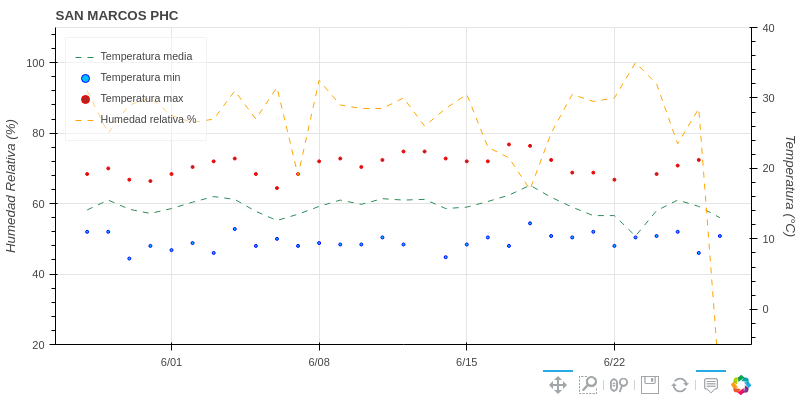 SAN MARCOS PHC
Temperatura media
Temperatura min
Temperatura max
Humedad relativa %
Humedad Relativa (%)
100
80
60
40
20
40
30
20
10
0
Temperatura (°C)
6/01
6/08
6/15
6/22